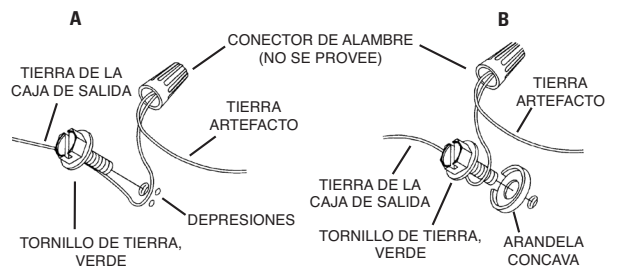 A
B
CONECTOR DE ALAMBRE
(NO SE PROVEE)
TIERRA DE LA
CAJA DE SALIDA
TIERRA
ARTEFACTO
DEPRESIONES
TORNILLO DE TIERRA,
VERDE
TIERRA
ARTEFACTO
TIERRA DE LA
CAJA DE SALIDA
TORNILLO DE TIERRA,
VERDE
ARANDELA
CONCAVA